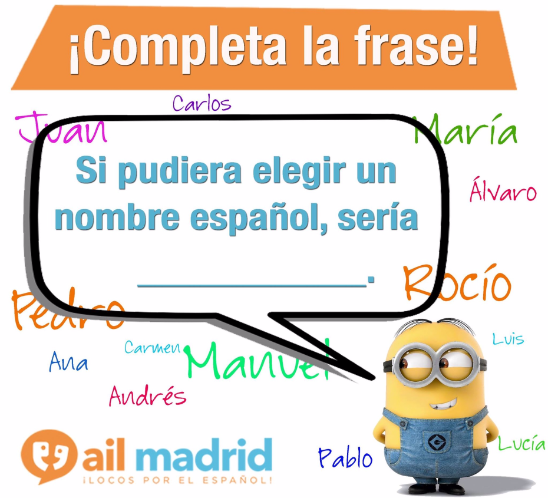 ¡Completa la frase!
Carlos
Juan
María
Si pudiera elegir un
Álvaro
nombre español, sería
____________.
Rocío
Pedro
Luis
Carmen
Ana
Manuel
Andrés
Lucía
Pablo
ail madrid
¡LOCOS POR EL ESPAÑOL!